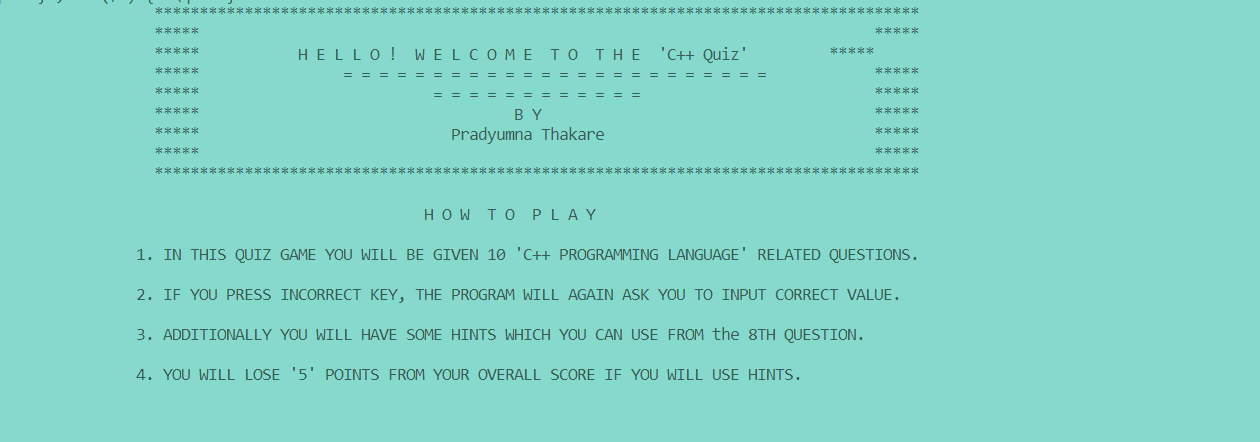 *************************************************************************************
***** *****
***** H E L L O !  W E L C O M E  T O  T H E  'C++ Quiz' *****
***** = = = = = = = = = = = = = = = = = = = = = = = = *****
***** = = = = = = = = = = = = *****
***** B Y *****
***** Pradyumna Thakare *****
***** *****
*************************************************************************************
H O W  T O  P L A Y
1. IN THIS QUIZ GAME YOU WILL BE GIVEN 10 'C++ PROGRAMMING LANGUAGE' RELATED QUESTIONS.
2. IF YOU PRESS INCORRECT KEY, THE PROGRAM WILL AGAIN ASK YOU TO INPUT CORRECT VALUE.
3. ADDITIONALLY YOU WILL HAVE SOME HINTS WHICH YOU CAN USE FROM the 8TH QUESTION.
4. YOU WILL LOSE '5' POINTS FROM YOUR OVERALL SCORE IF YOU WILL USE HINTS.